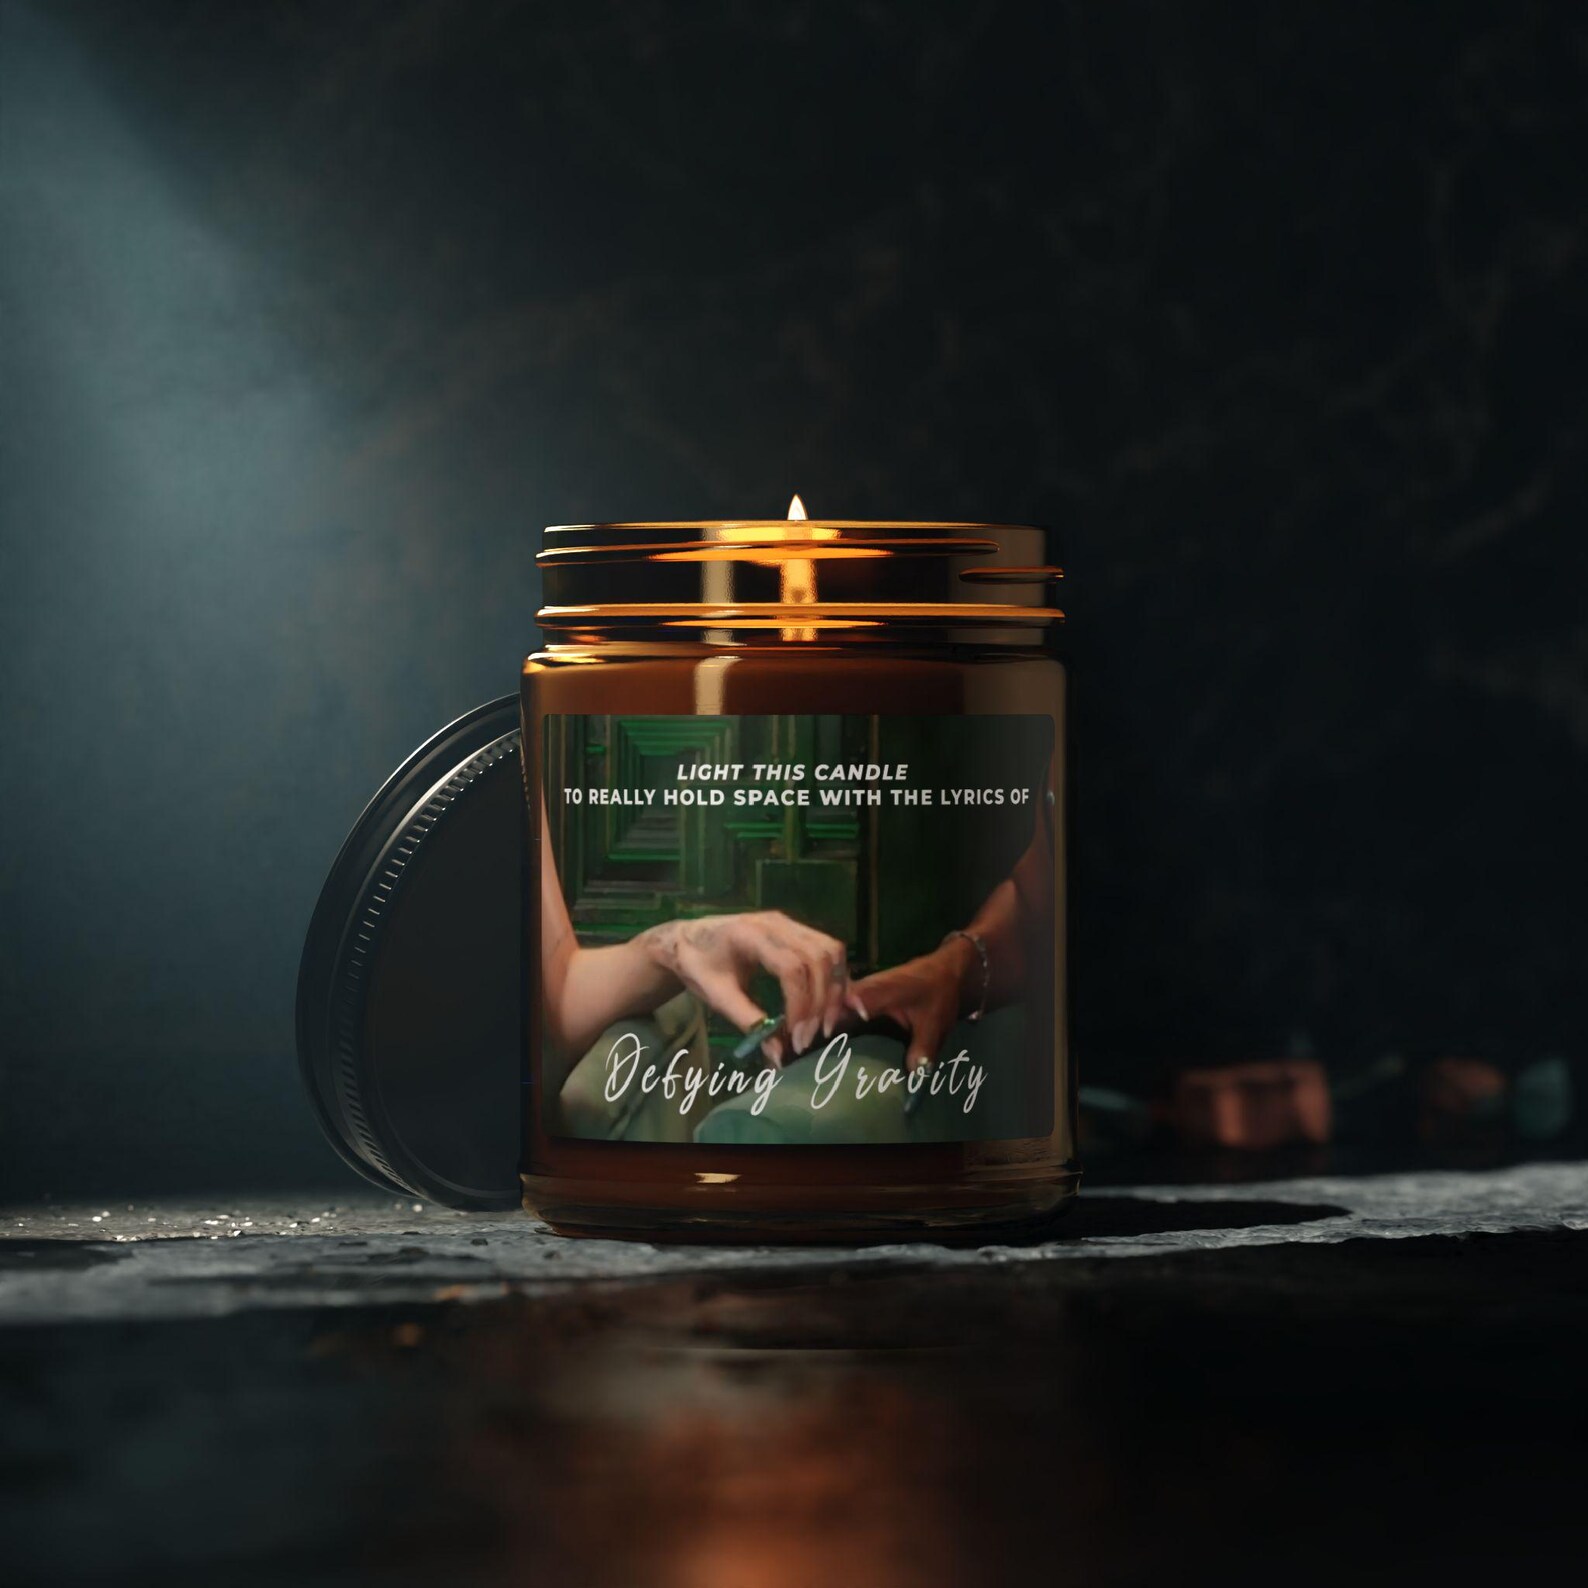 LIGHT THIS CANDLE
TO REALLY HOLD SPACE WITH THE LYRICS OF
Defying Gravity